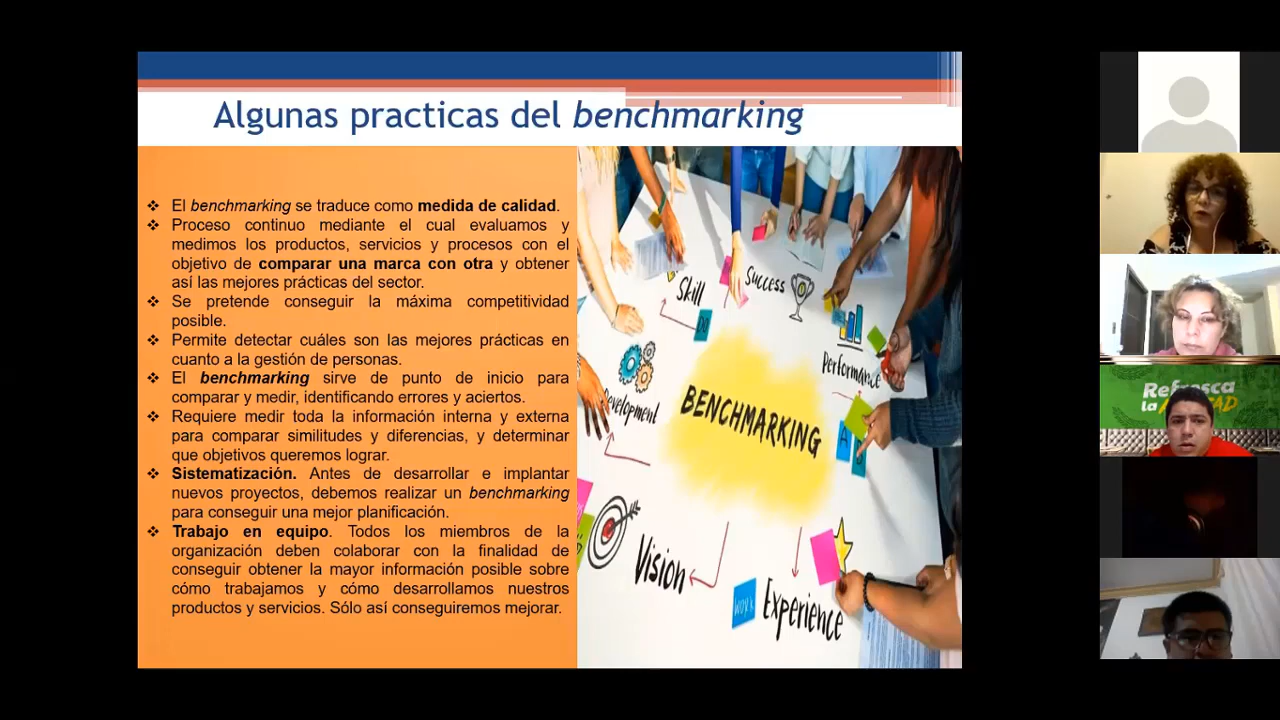 Algunas practicas del benchmarking
❖ El benchmarking se traduce como medida de calidad.
❖ Proceso continuo mediante el cual evaluamos y
medimos los productos, servicios y procesos con el
objetivo de comparar una marca con otra y obtener
así las mejores prácticas del sector.
❖ Se pretende conseguir la máxima competitividad
posible.
❖ Permite detectar cuáles son las mejores prácticas en
cuanto a la gestión de personas.
❖ El benchmarking sirve de punto de inicio para
comparar y medir, identificando errores y aciertos.
❖ Requiere medir toda la información interna y externa
para comparar similitudes y diferencias, y determinar
que objetivos queremos lograr.
❖ Sistematización. Antes de desarrollar e implantar
nuevos proyectos, debemos realizar un benchmarking
para conseguir una mejor planificación.
❖ Trabajo en equipo. Todos los miembros de la
organización deben colaborar con la finalidad de
conseguir obtener la mayor información posible sobre
cómo trabajamos y cómo desarrollamos nuestros
productos y servicios. Sólo así conseguiremos mejorar.
Skill
Success
Performance
Development
BENCHMARKING
Vision
WORK
Experience
Refresca
la